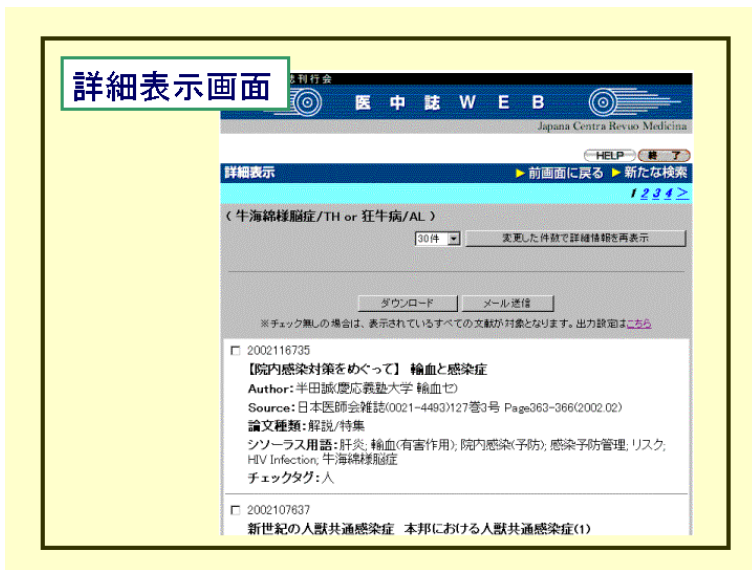 詳細表示画面
誌刊行会
医中誌WEB
Japana Centra Revuo Medicina
HELP 終了
詳細表示 ▶前画面に戻る ▶新たな検索
1 2 3 4 >
( 牛海綿様脳症/TH or 狂牛病/AL )
30件 変更した件数で詳細情報を再表示
ダウンロード メール送信
※チェック無しの場合は、表示されているすべての文献が対象となります。出力設定はこちら
2002116735
【院内感染対策をめぐって】 輸血と感染症
Author:半田誠(慶応義塾大学 輸血セ)
Source:日本医師会雑誌(0021-4493)127巻3号 Page363-366(2002.02)
論文種類:解説/特集
シソーラス用語:肝炎; 輸血(有害作用); 院内感染(予防); 感染予防管理; リスク;
HIV Infection; 牛海綿様脳症
チェックタグ:人
2002107637
新世紀の人獣共通感染症 本邦における人獣共通感染症(1)